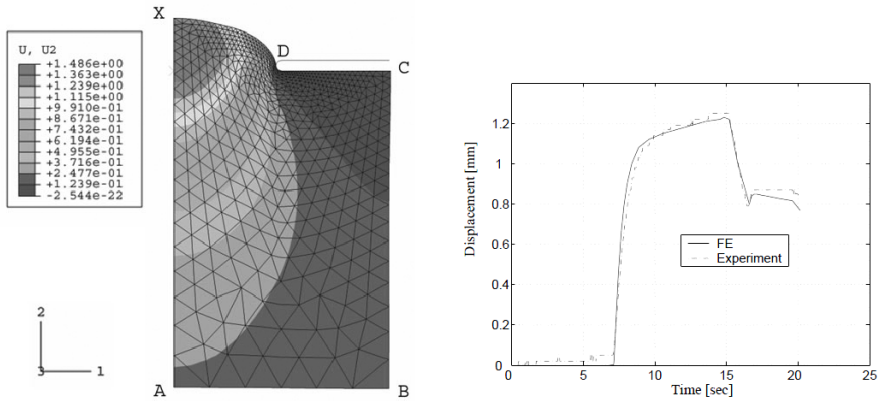 X
D
C
U, U2
+1.486e+00
+1.363e+00
+1.239e+00
+1.115e+00
+9.910e-01
+8.671e-01
+7.432e-01
+6.194e-01
+4.955e-01
+3.716e-01
+2.477e-01
+1.239e-01
-2.544e-22
2
3
1
A
B
Displacement [mm]
1.2
1
0.8
0.6
0.4
0.2
0
FE
Experiment
0
5
10
15
20
25
Time [sec]